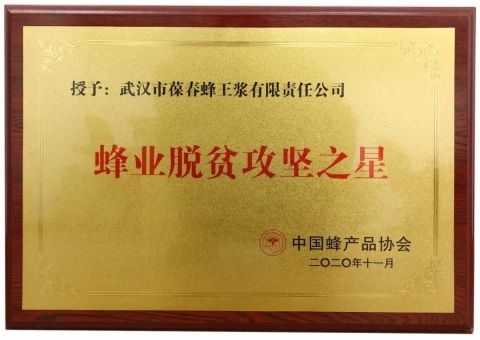 授予：武汉市葆春蜂王浆有限责任公司
蜂业脱贫攻坚之星
中国蜂产品协会
二〇二〇年十一月